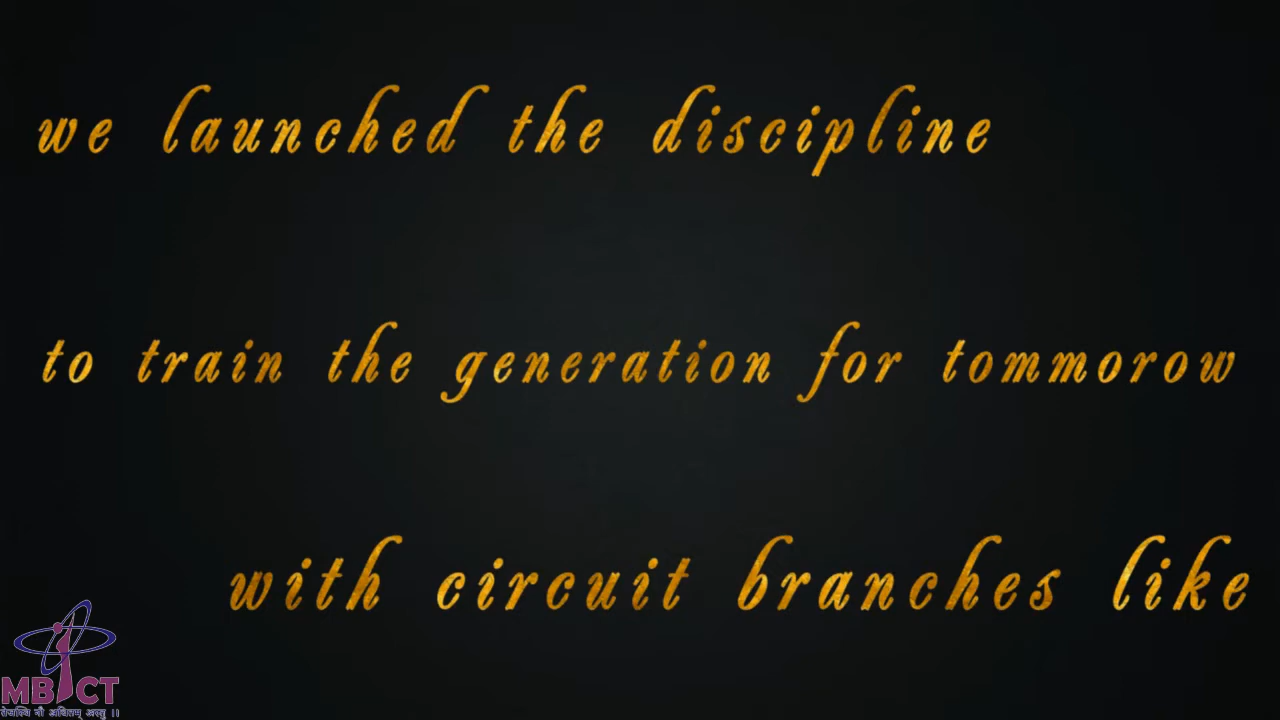 we launched the discipline
to train the generation for tommorow
with circuit branches like
MBICT